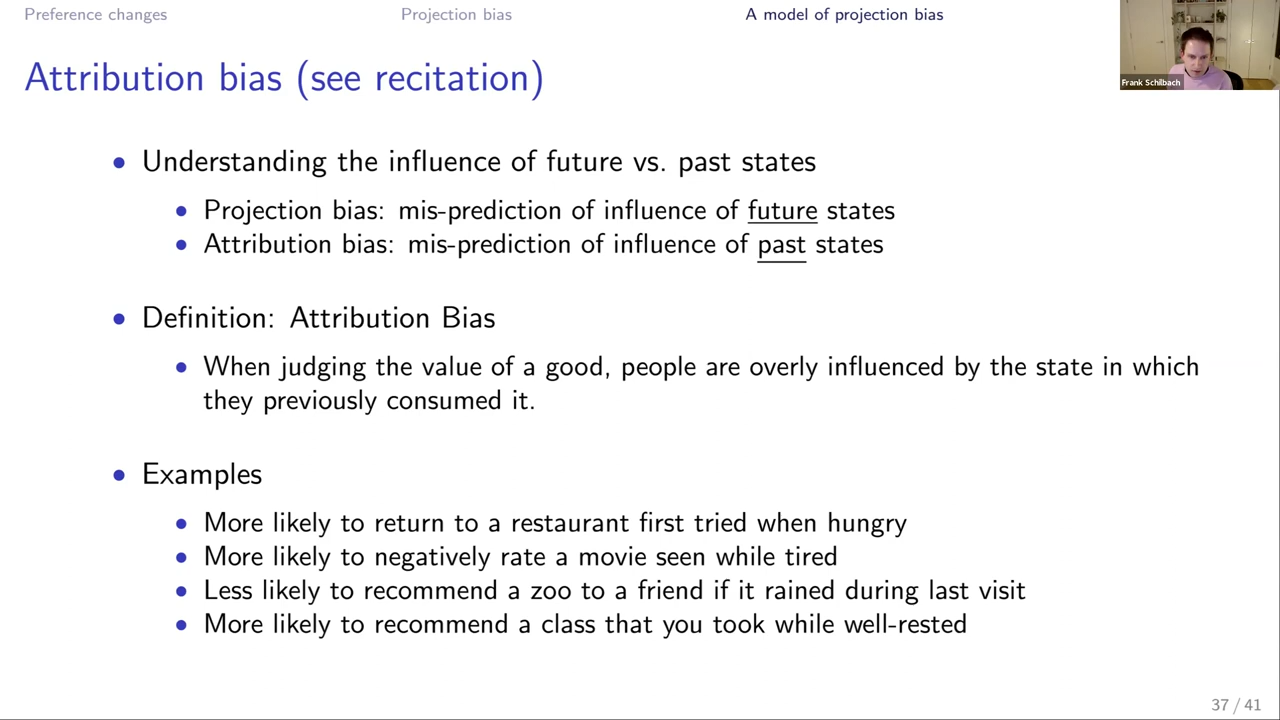 Preference changes Projection bias A model of projection bias
Frank Schilbach
Attribution bias (see recitation)
• Understanding the influence of future vs. past states
• Projection bias: mis-prediction of influence of future states
• Attribution bias: mis-prediction of influence of past states
• Definition: Attribution Bias
• When judging the value of a good, people are overly influenced by the state in which
they previously consumed it.
• Examples
• More likely to return to a restaurant first tried when hungry
• More likely to negatively rate a movie seen while tired
• Less likely to recommend a zoo to a friend if it rained during last visit
• More likely to recommend a class that you took while well-rested
37 / 41